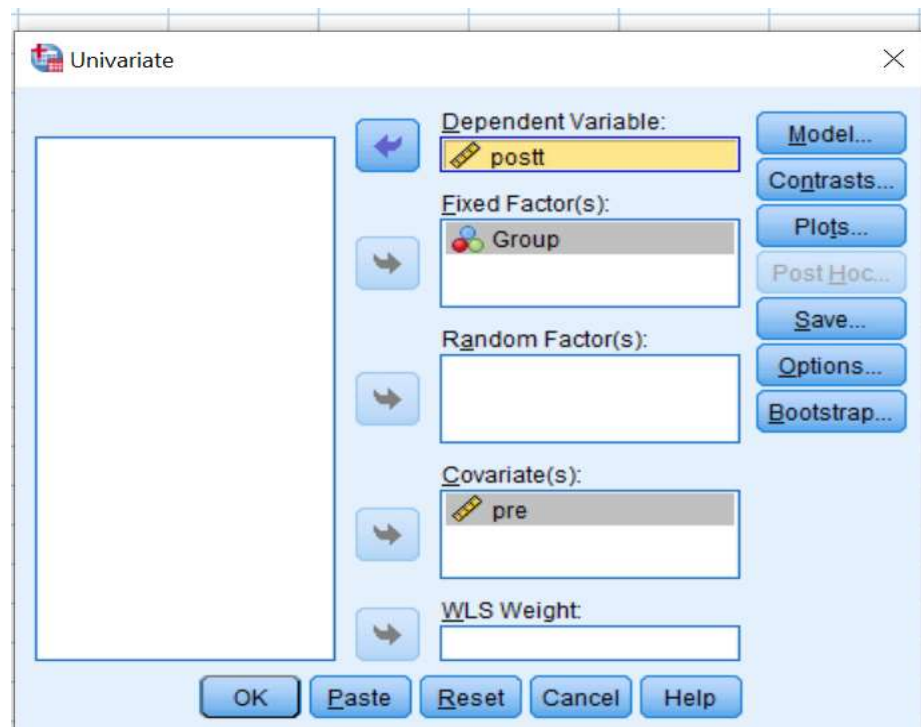 Univariate
Dependent Variable:
postt
Fixed Factor(s):
Group
Random Factor(s):
Covariate(s):
pre
WLS Weight:
Model...
Contrasts...
Plots...
Post Hoc...
Save...
Options...
Bootstrap...
OK Paste Reset Cancel Help